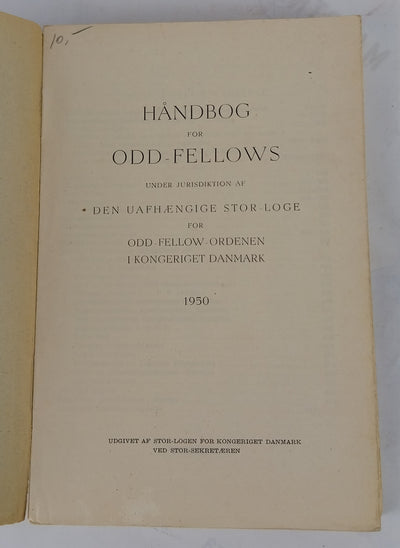 10,-
HÅNDBOG
FOR
ODD-FELLOWS
UNDER JURISDIKTION AF
DEN UAFHÆNGIGE STOR-LOGE
FOR
ODD-FELLOW-ORDENEN
I KONGERIGET DANMARK
1950
UDGIVET AF STOR-LOGEN FOR KONGERIGET DANMARK
VED STOR-SEKRETÆREN